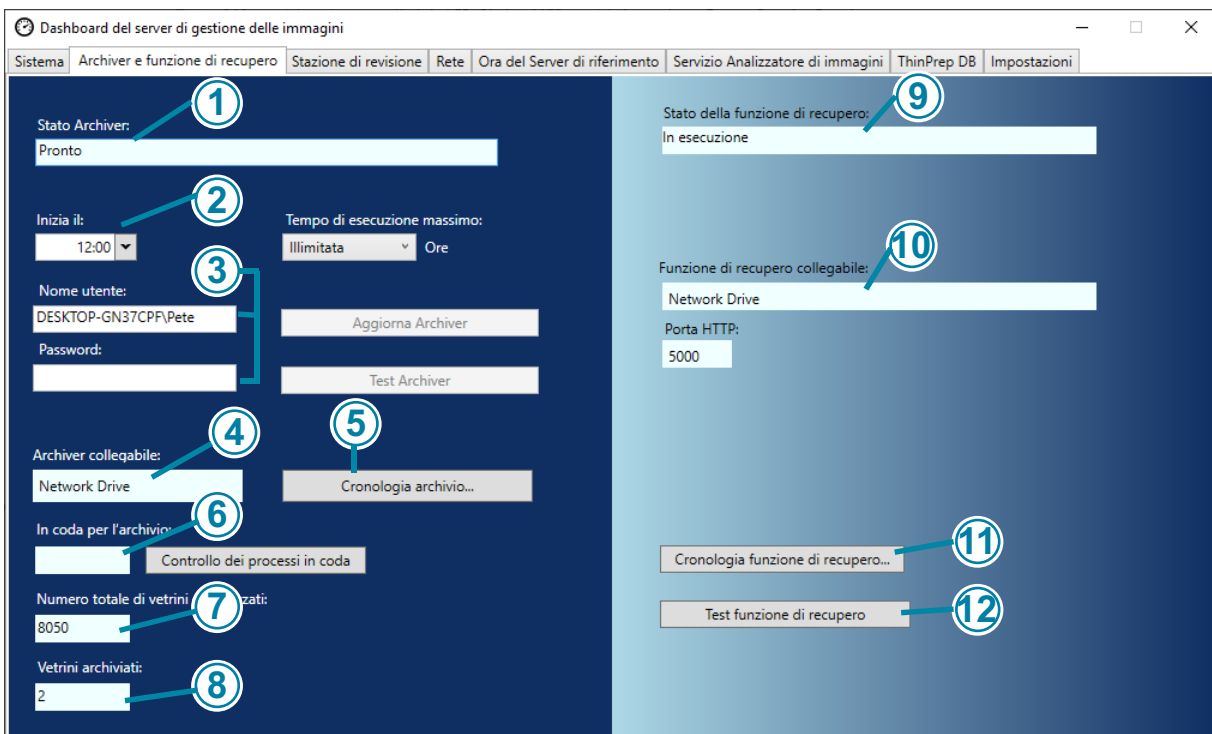 Dashboard del server di gestione delle immagini
Sistema Archiver e funzione di recupero Stazione di revisione Rete Ora del Server di riferimento Servizio Analizzatore di immagini ThinPrep DB Impostazioni
1
Stato Archiver:
Pronto
2
Inizia il:
12:00
Tempo di esecuzione massimo:
Illimitata Ore
3
Nome utente:
DESKTOP-GN37CPF\Pete
Aggiorna Archiver
Password:
Test Archiver
4
5
Archiver collegabile:
Network Drive
Cronologia archivio...
6
In coda per l'archivio:
Controllo dei processi in coda
7
Numero totale di vetrini
8050
Vetrini archiviati:
8
2
9
Stato della funzione di recupero:
In esecuzione
10
Funzione di recupero collegabile:
Network Drive
Porta HTTP:
5000
11
Cronologia funzione di recupero...
12
Test funzione di recupero